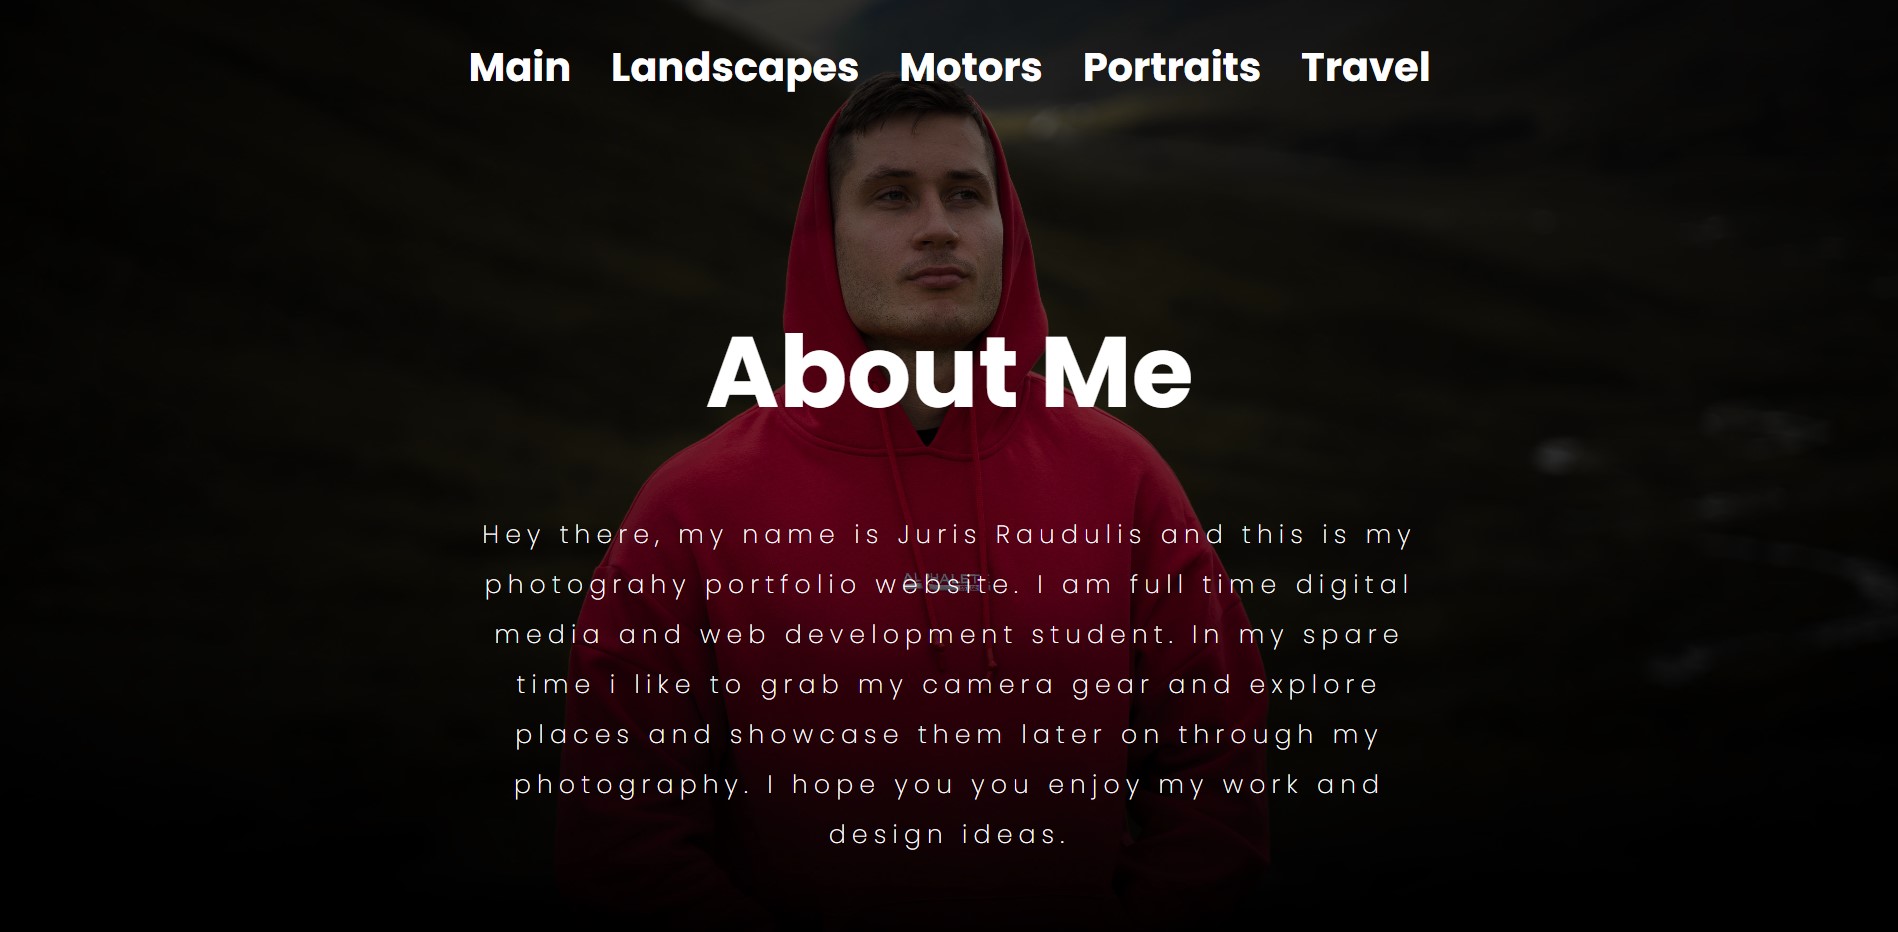 Main Landscapes Motors Portraits Travel
About Me
Hey there, my name is Juris Raudulis and this is my
photograhy portfolio website. I am full time digital
media and web development student. In my spare
time i like to grab my camera gear and explore
places and showcase them later on through my
photography. I hope you you enjoy my work and
design ideas.